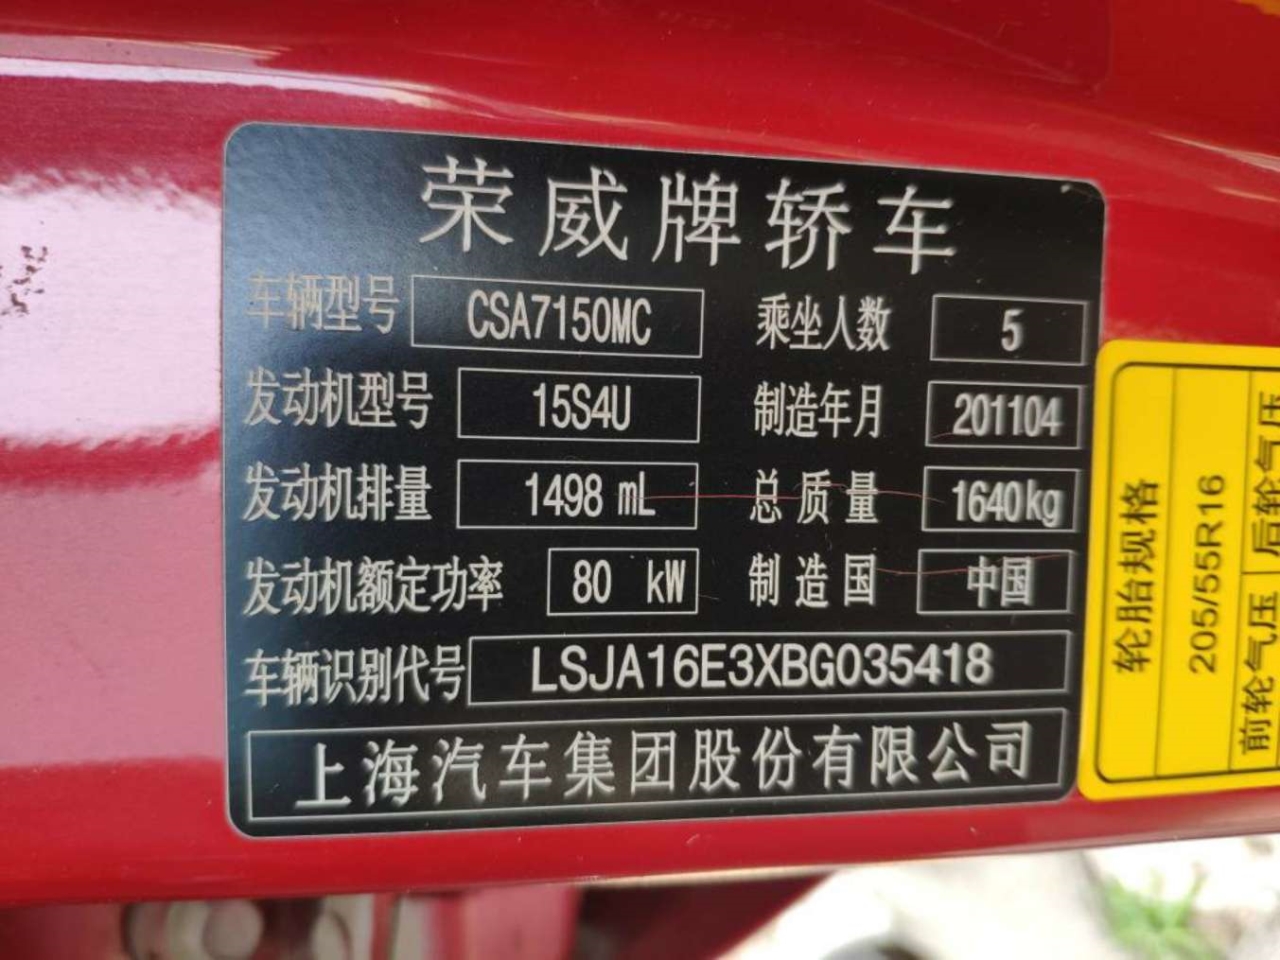 荣威牌轿车
车辆型号 CSA7150MC 乘坐人数 5
发动机型号 15S4U 制造年月 201104
发动机排量 1498 mL 总质量 1640kg
发动机额定功率 80 kW 制造国 中国
车辆识别代号 LSJA16E3XBG035418
上海汽车集团股份有限公司
轮胎规格
205/55R16
前轮气压
后轮气压